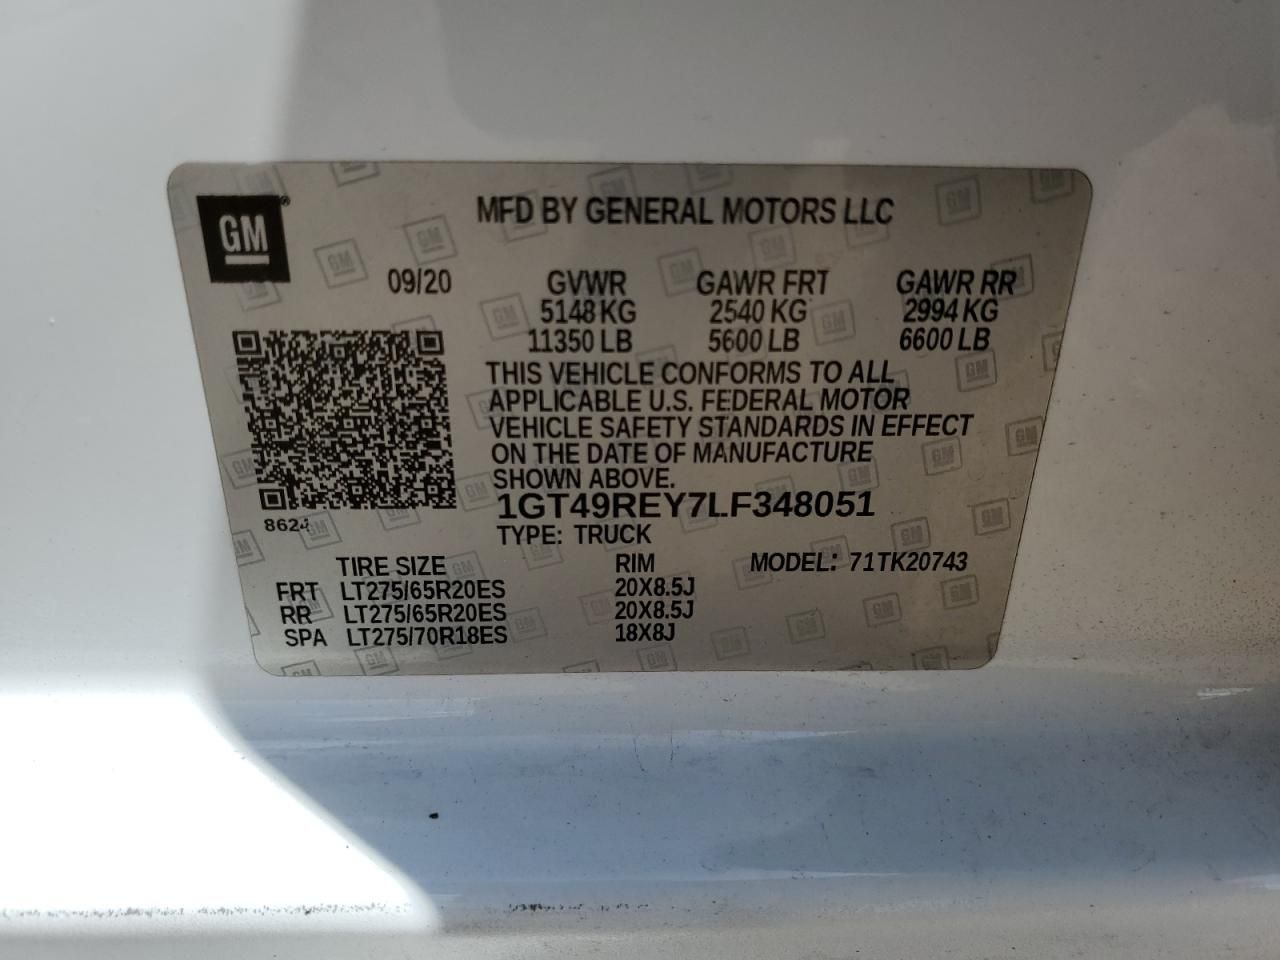 GM®
MFD BY GENERAL MOTORS LLC
09/20 GVWR GAWR FRT GAWR RR
5148 KG 2540 KG 2994 KG
11350 LB 5600 LB 6600 LB
THIS VEHICLE CONFORMS TO ALL
APPLICABLE U.S. FEDERAL MOTOR
VEHICLE SAFETY STANDARDS IN EFFECT
ON THE DATE OF MANUFACTURE
SHOWN ABOVE.
1GT49REY7LF348051
8624
TYPE: TRUCK
TIRE SIZE RIM MODEL: 71TK20743
FRT LT275/65R20ES 20X8.5J
RR LT275/65R20ES 20X8.5J
SPA LT275/70R18ES 18X8J